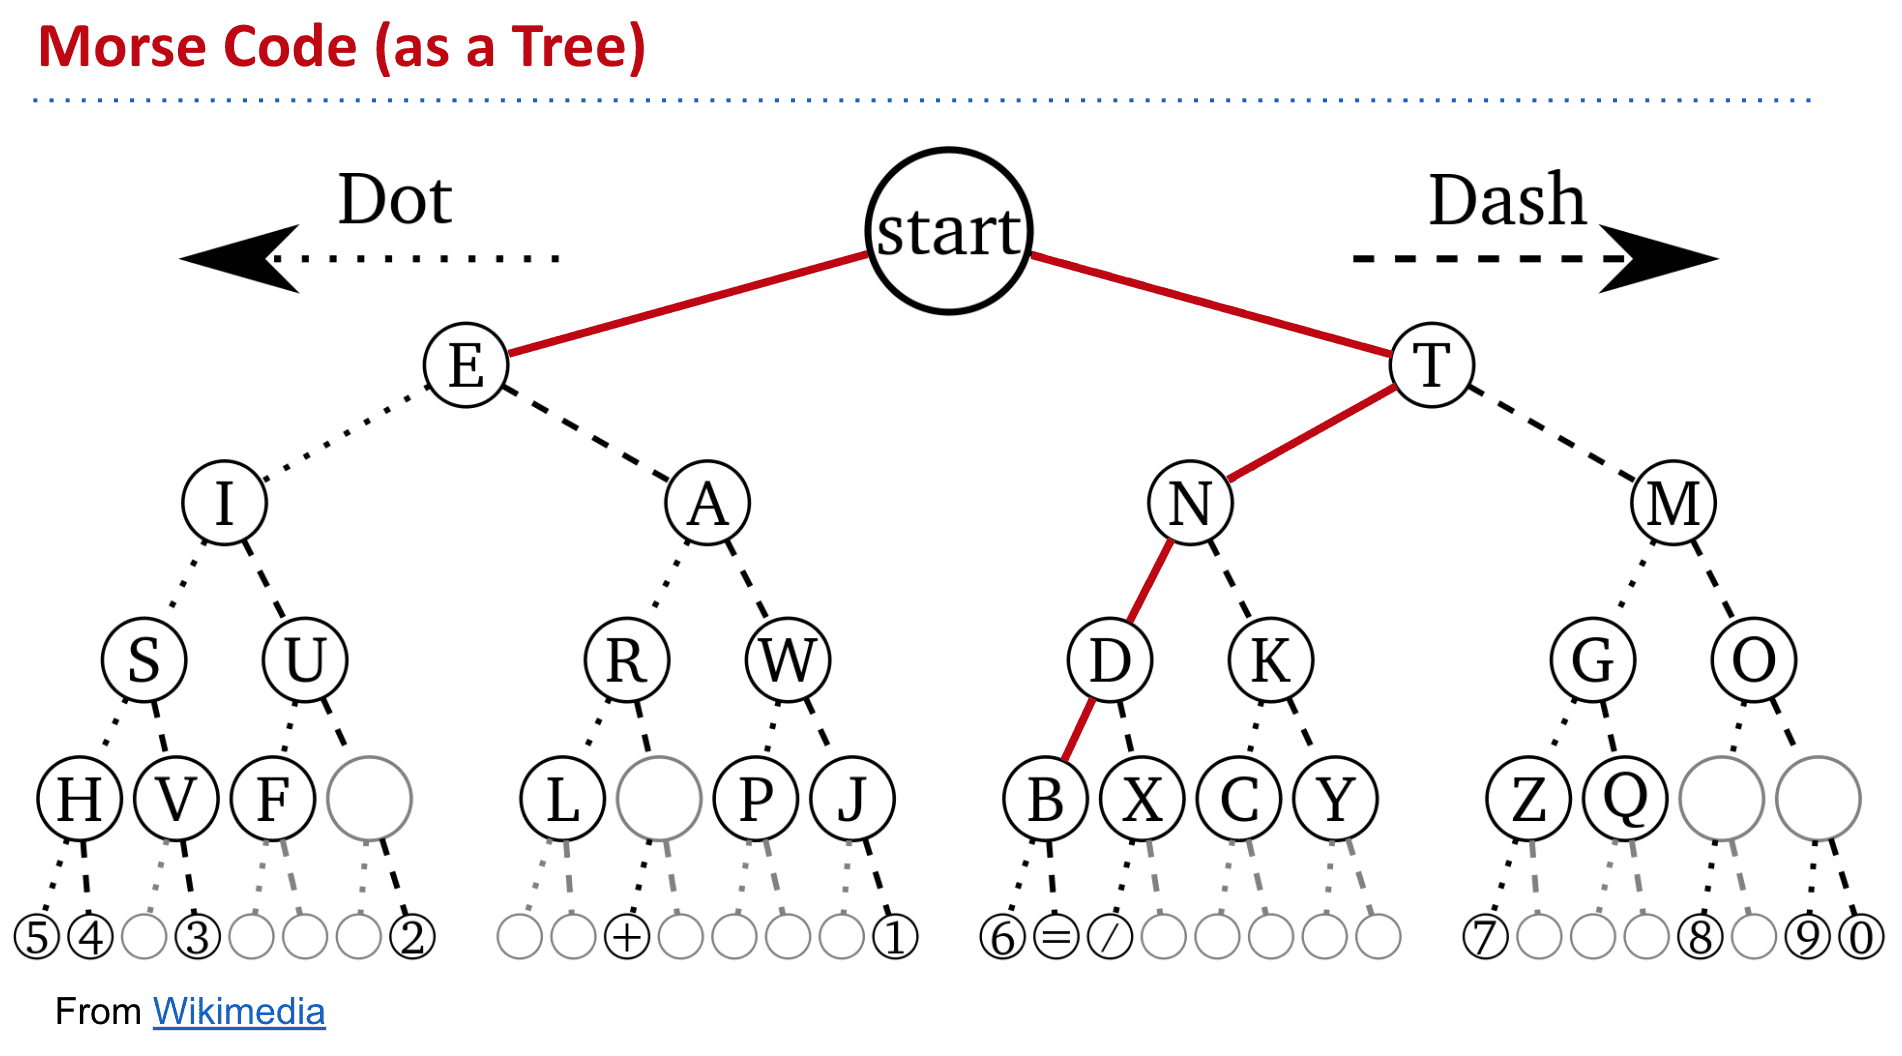 Morse Code (as a Tree)
Dot
start
Dash
E T
I A N M
S U R W D K G O
H V F L P J B X C Y Z Q
5 4 3 2 + 1 6 = / 7 8 9 0
From Wikimedia